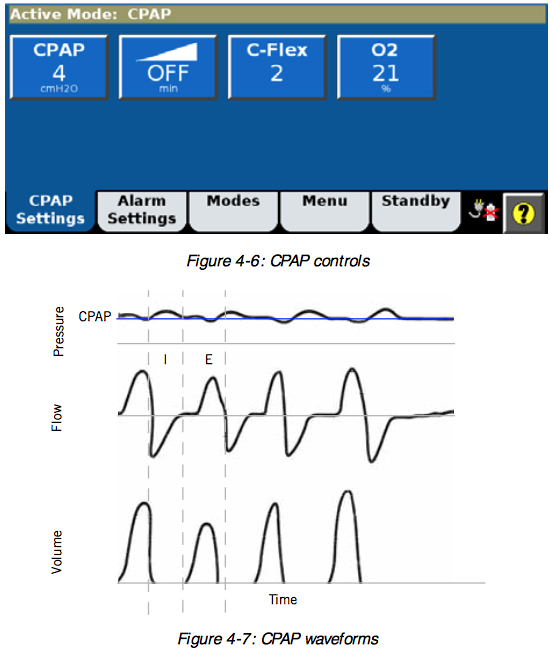 Active Mode: CPAP
CPAP
4
cmH2O
OFF
min
C-Flex
2
O2
21
%
CPAP
Settings
Alarm
Settings
Modes
Menu
Standby
?
Figure 4-6: CPAP controls
Pressure
CPAP
I
E
Flow
Volume
Time
Figure 4-7: CPAP waveforms